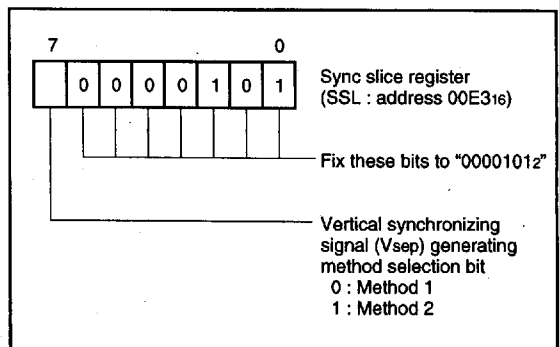 7 0
0 0 0 0 1 0 1
Sync slice register
(SSL : address 00E316)
Fix these bits to “00001012”
Vertical synchronizing
signal (Vsep) generating
method selection bit
0 : Method 1
1 : Method 2